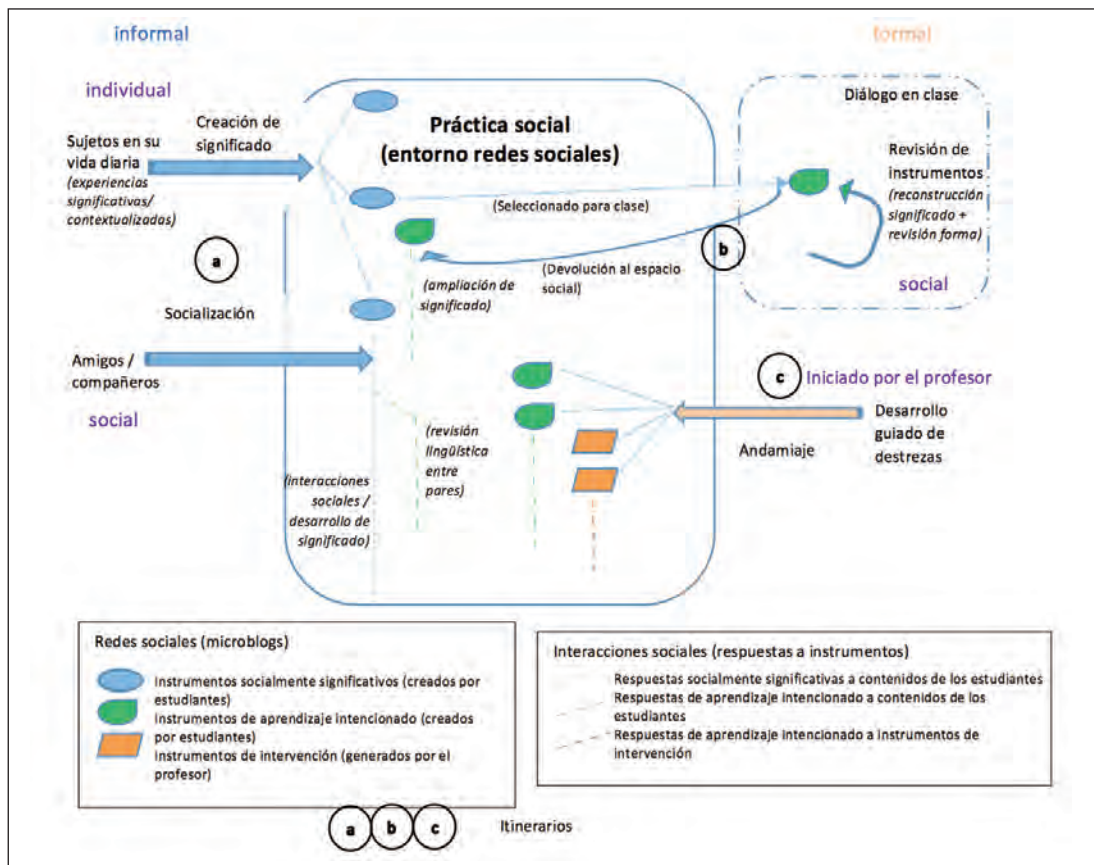 informal
formal
individual
Sujetos en su
vida diaria
(experiencias
significativas/
contextualizadas)
Creación de
significado
a
Socialización
Amigos /
compañeros
social
Práctica social
(entorno redes sociales)
(Seleccionado para clase)
(Devolución al espacio
social)
(ampliación de
significado)
b
Diálogo en clase
Revisión de
instrumentos
(reconstrucción
significado +
revisión forma)
social
c
Iniciado por el profesor
Andamiaje
Desarrollo
guiado de
destrezas
(revisión
lingüística
entre
pares)
(interacciones
sociales /
desarrollo de
significado)
Redes sociales (microblogs)
Instrumentos socialmente significativos (creados por
estudiantes)
Instrumentos de aprendizaje intencionado (creados
por estudiantes)
Instrumentos de intervención (generados por el
profesor)
Interacciones sociales (respuestas a instrumentos)
Respuestas socialmente significativas a contenidos de los estudiantes
Respuestas de aprendizaje intencionado a contenidos de los
estudiantes
Respuestas de aprendizaje intencionado a instrumentos de
intervención
a b c Itinerarios